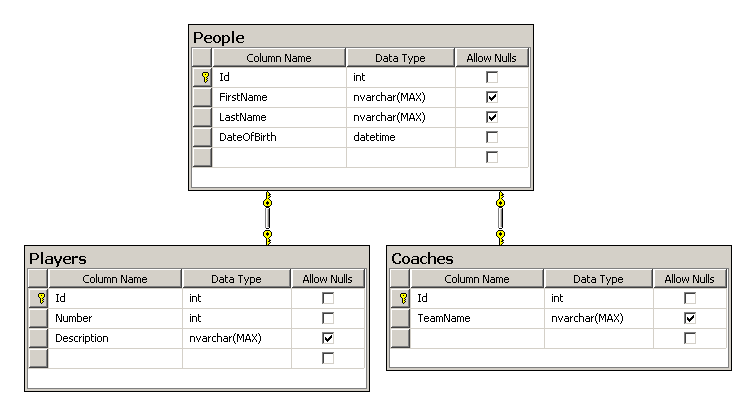 People
Column Name Data Type Allow Nulls
Id int
FirstName nvarchar(MAX)
LastName nvarchar(MAX)
DateOfBirth datetime
Players
Column Name Data Type Allow Nulls
Id int
Number int
Description nvarchar(MAX)
Coaches
Column Name Data Type Allow Nulls
Id int
TeamName nvarchar(MAX)